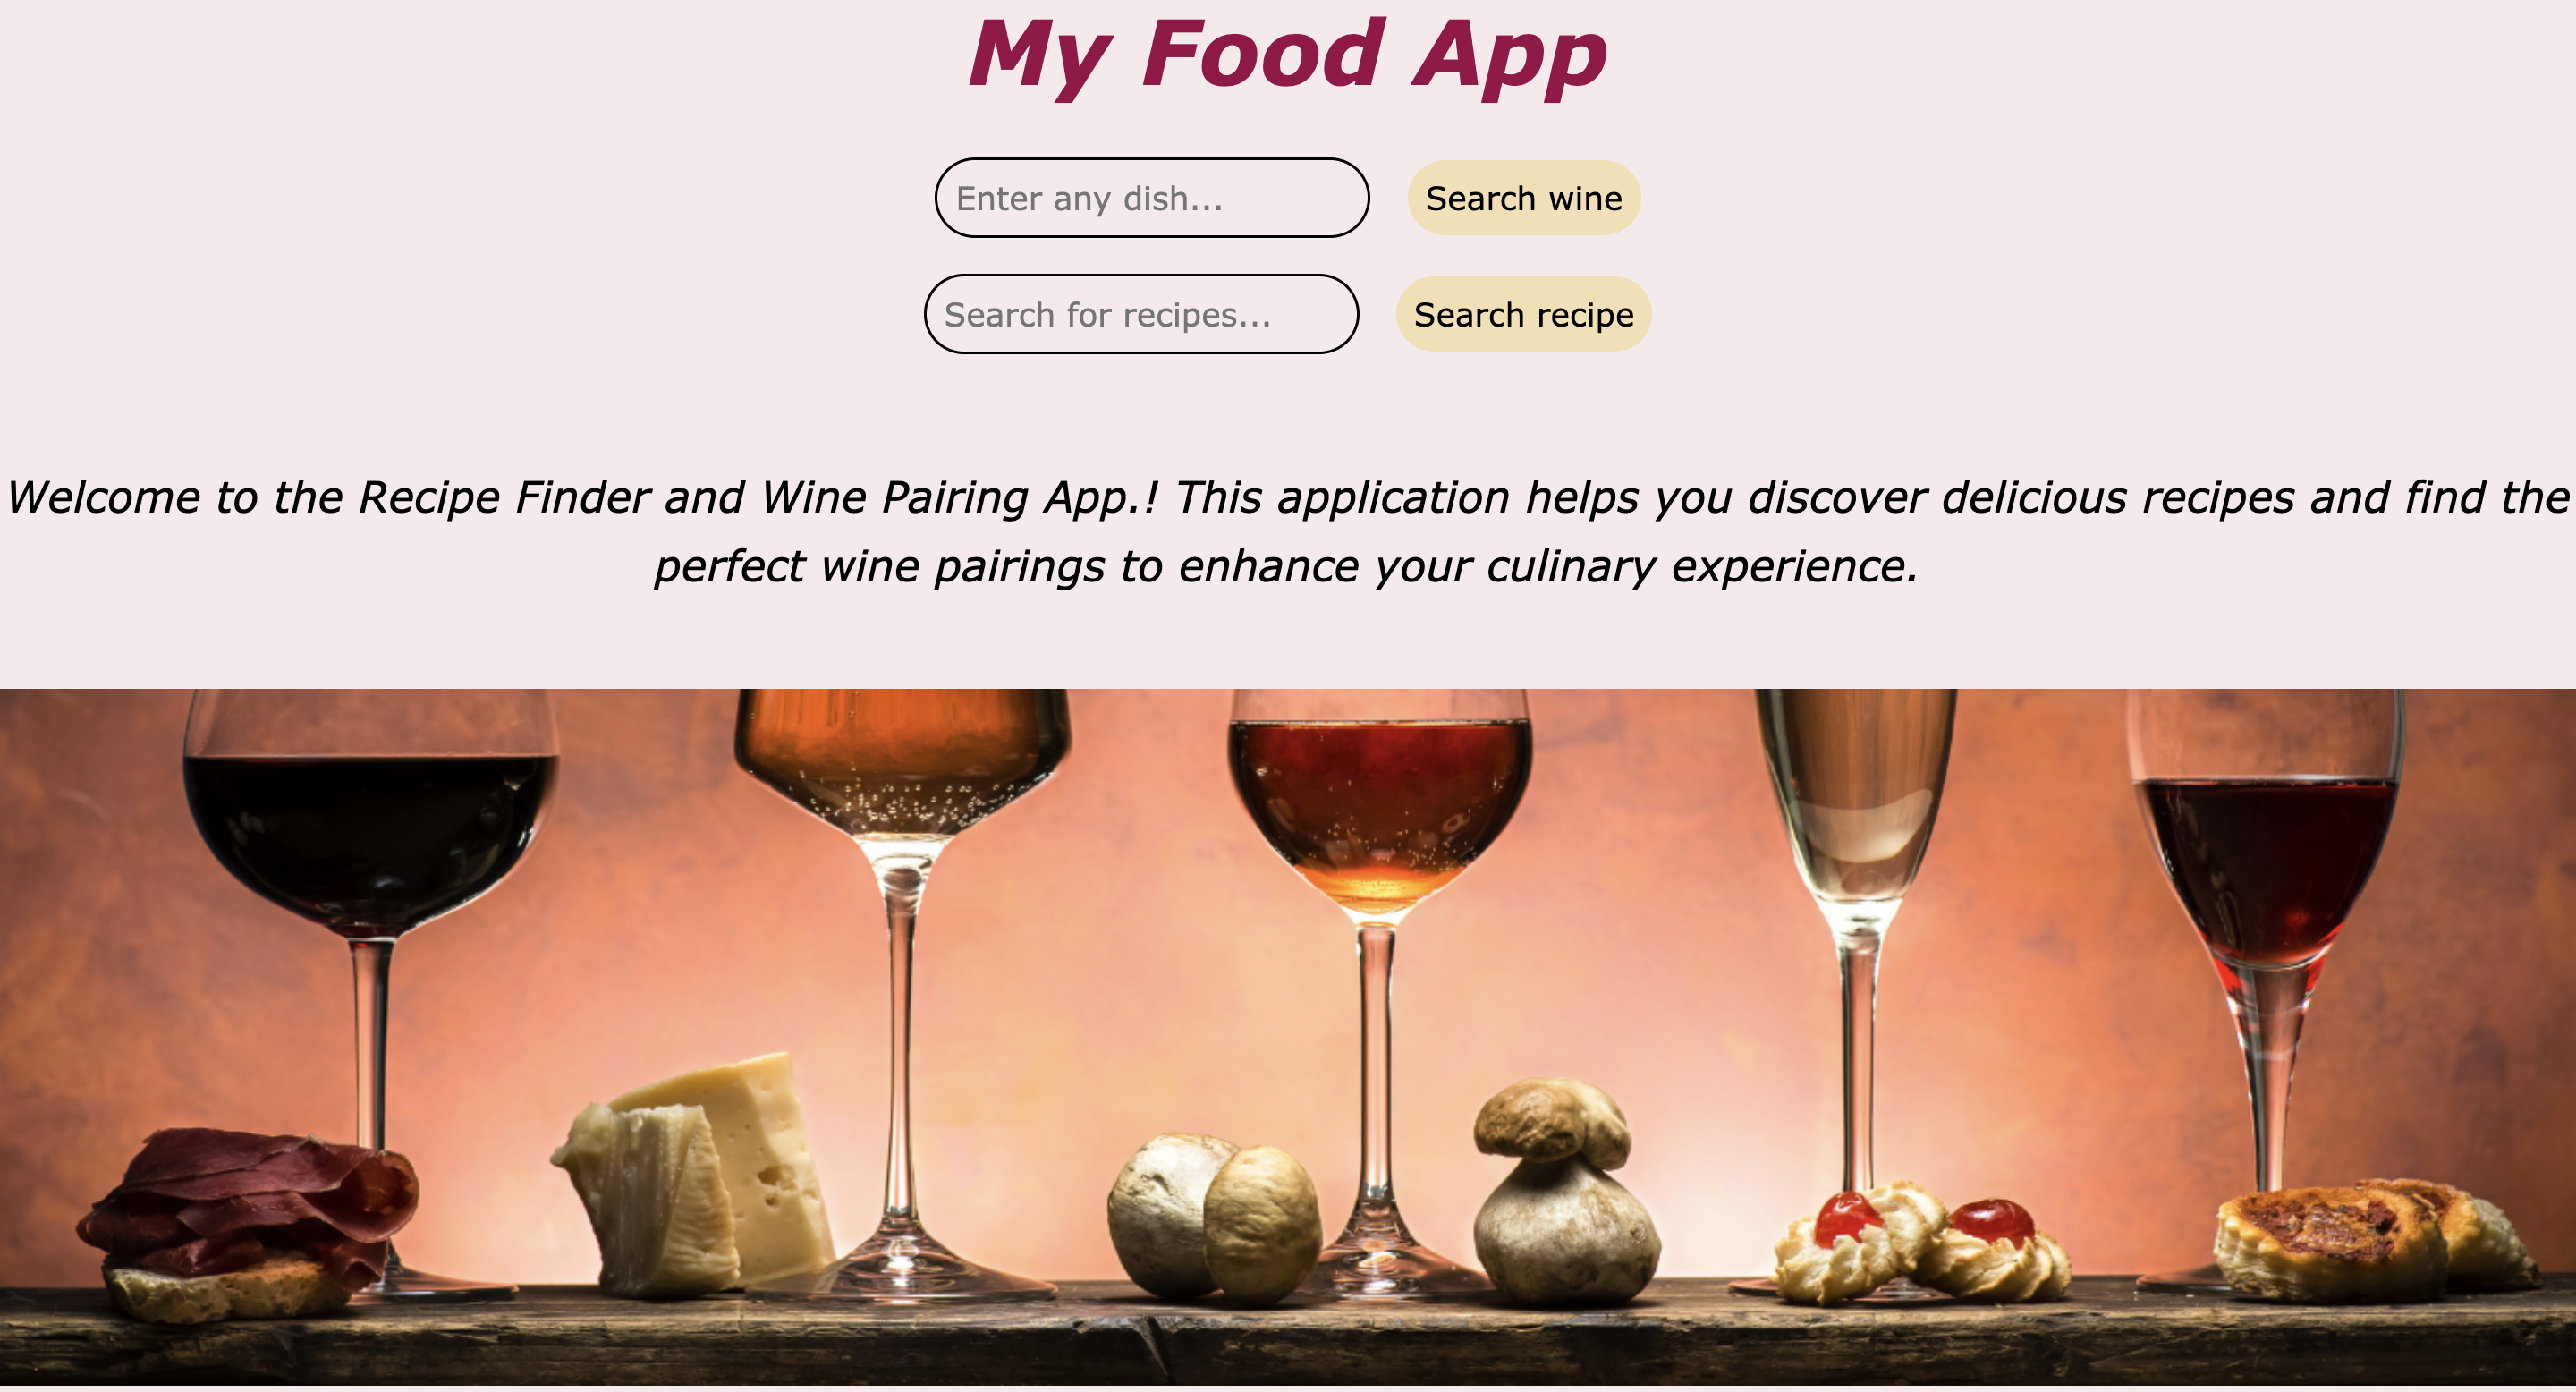 My Food App
Enter any dish...
Search wine
Search for recipes...
Search recipe
Welcome to the Recipe Finder and Wine Pairing App.! This application helps you discover delicious recipes and find the
perfect wine pairings to enhance your culinary experience.